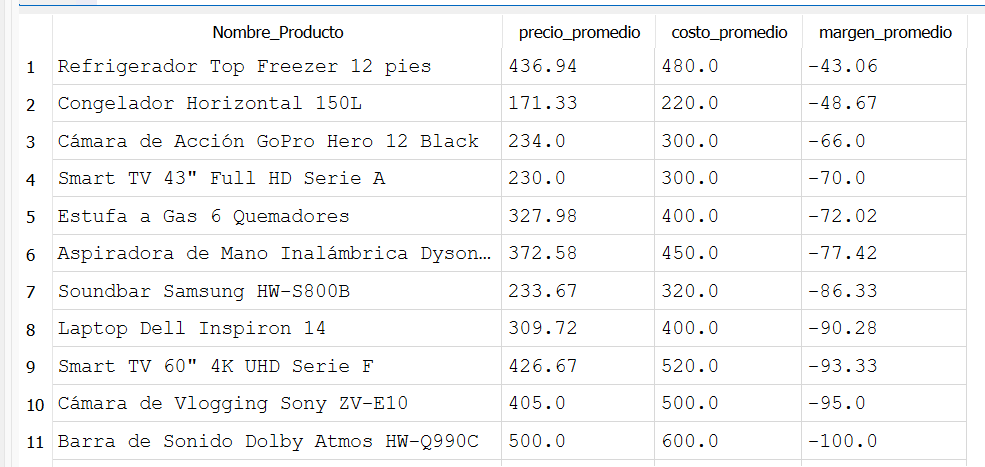 Nombre_Producto precio_promedio costo_promedio margen_promedio
1 Refrigerador Top Freezer 12 pies 436.94 480.0 -43.06
2 Congelador Horizontal 150L 171.33 220.0 -48.67
3 Cámara de Acción GoPro Hero 12 Black 234.0 300.0 -66.0
4 Smart TV 43" Full HD Serie A 230.0 300.0 -70.0
5 Estufa a Gas 6 Quemadores 327.98 400.0 -72.02
6 Aspiradora de Mano Inalámbrica Dyson… 372.58 450.0 -77.42
7 Soundbar Samsung HW-S800B 233.67 320.0 -86.33
8 Laptop Dell Inspiron 14 309.72 400.0 -90.28
9 Smart TV 60" 4K UHD Serie F 426.67 520.0 -93.33
10 Cámara de Vlogging Sony ZV-E10 405.0 500.0 -95.0
11 Barra de Sonido Dolby Atmos HW-Q990C 500.0 600.0 -100.0